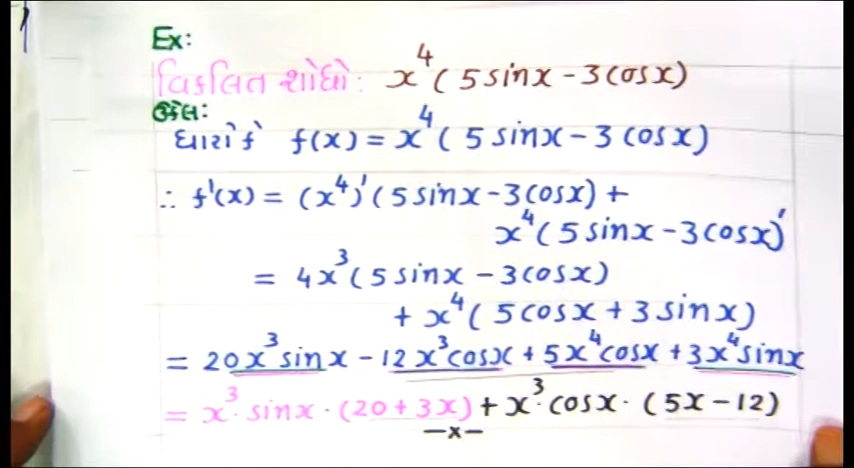 Ex:
વિકલિત શોધો: x⁴(5sinx - 3cosx)
ઉકેલ:
ધારોકે f(x) = x⁴(5sinx - 3cosx)
∴ f'(x) = (x⁴)'(5sinx - 3cosx) +
x⁴(5sinx - 3cosx)'
= 4x³(5sinx - 3cosx)
+ x⁴(5cosx + 3sinx)
= 20x³sinx - 12x³cosx + 5x⁴cosx + 3x⁴sinx
= x³·sinx·(20 + 3x) + x³·cosx·(5x - 12)
—x—